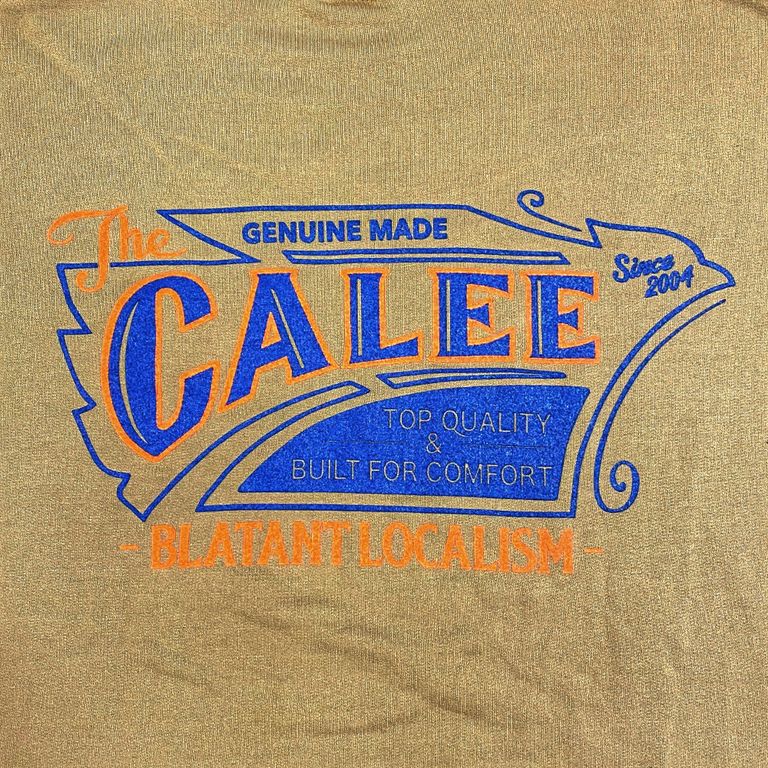 The
GENUINE MADE
CALEE
Since
2004
TOP QUALITY
&
BUILT FOR COMFORT
- BLATANT LOCALISM -